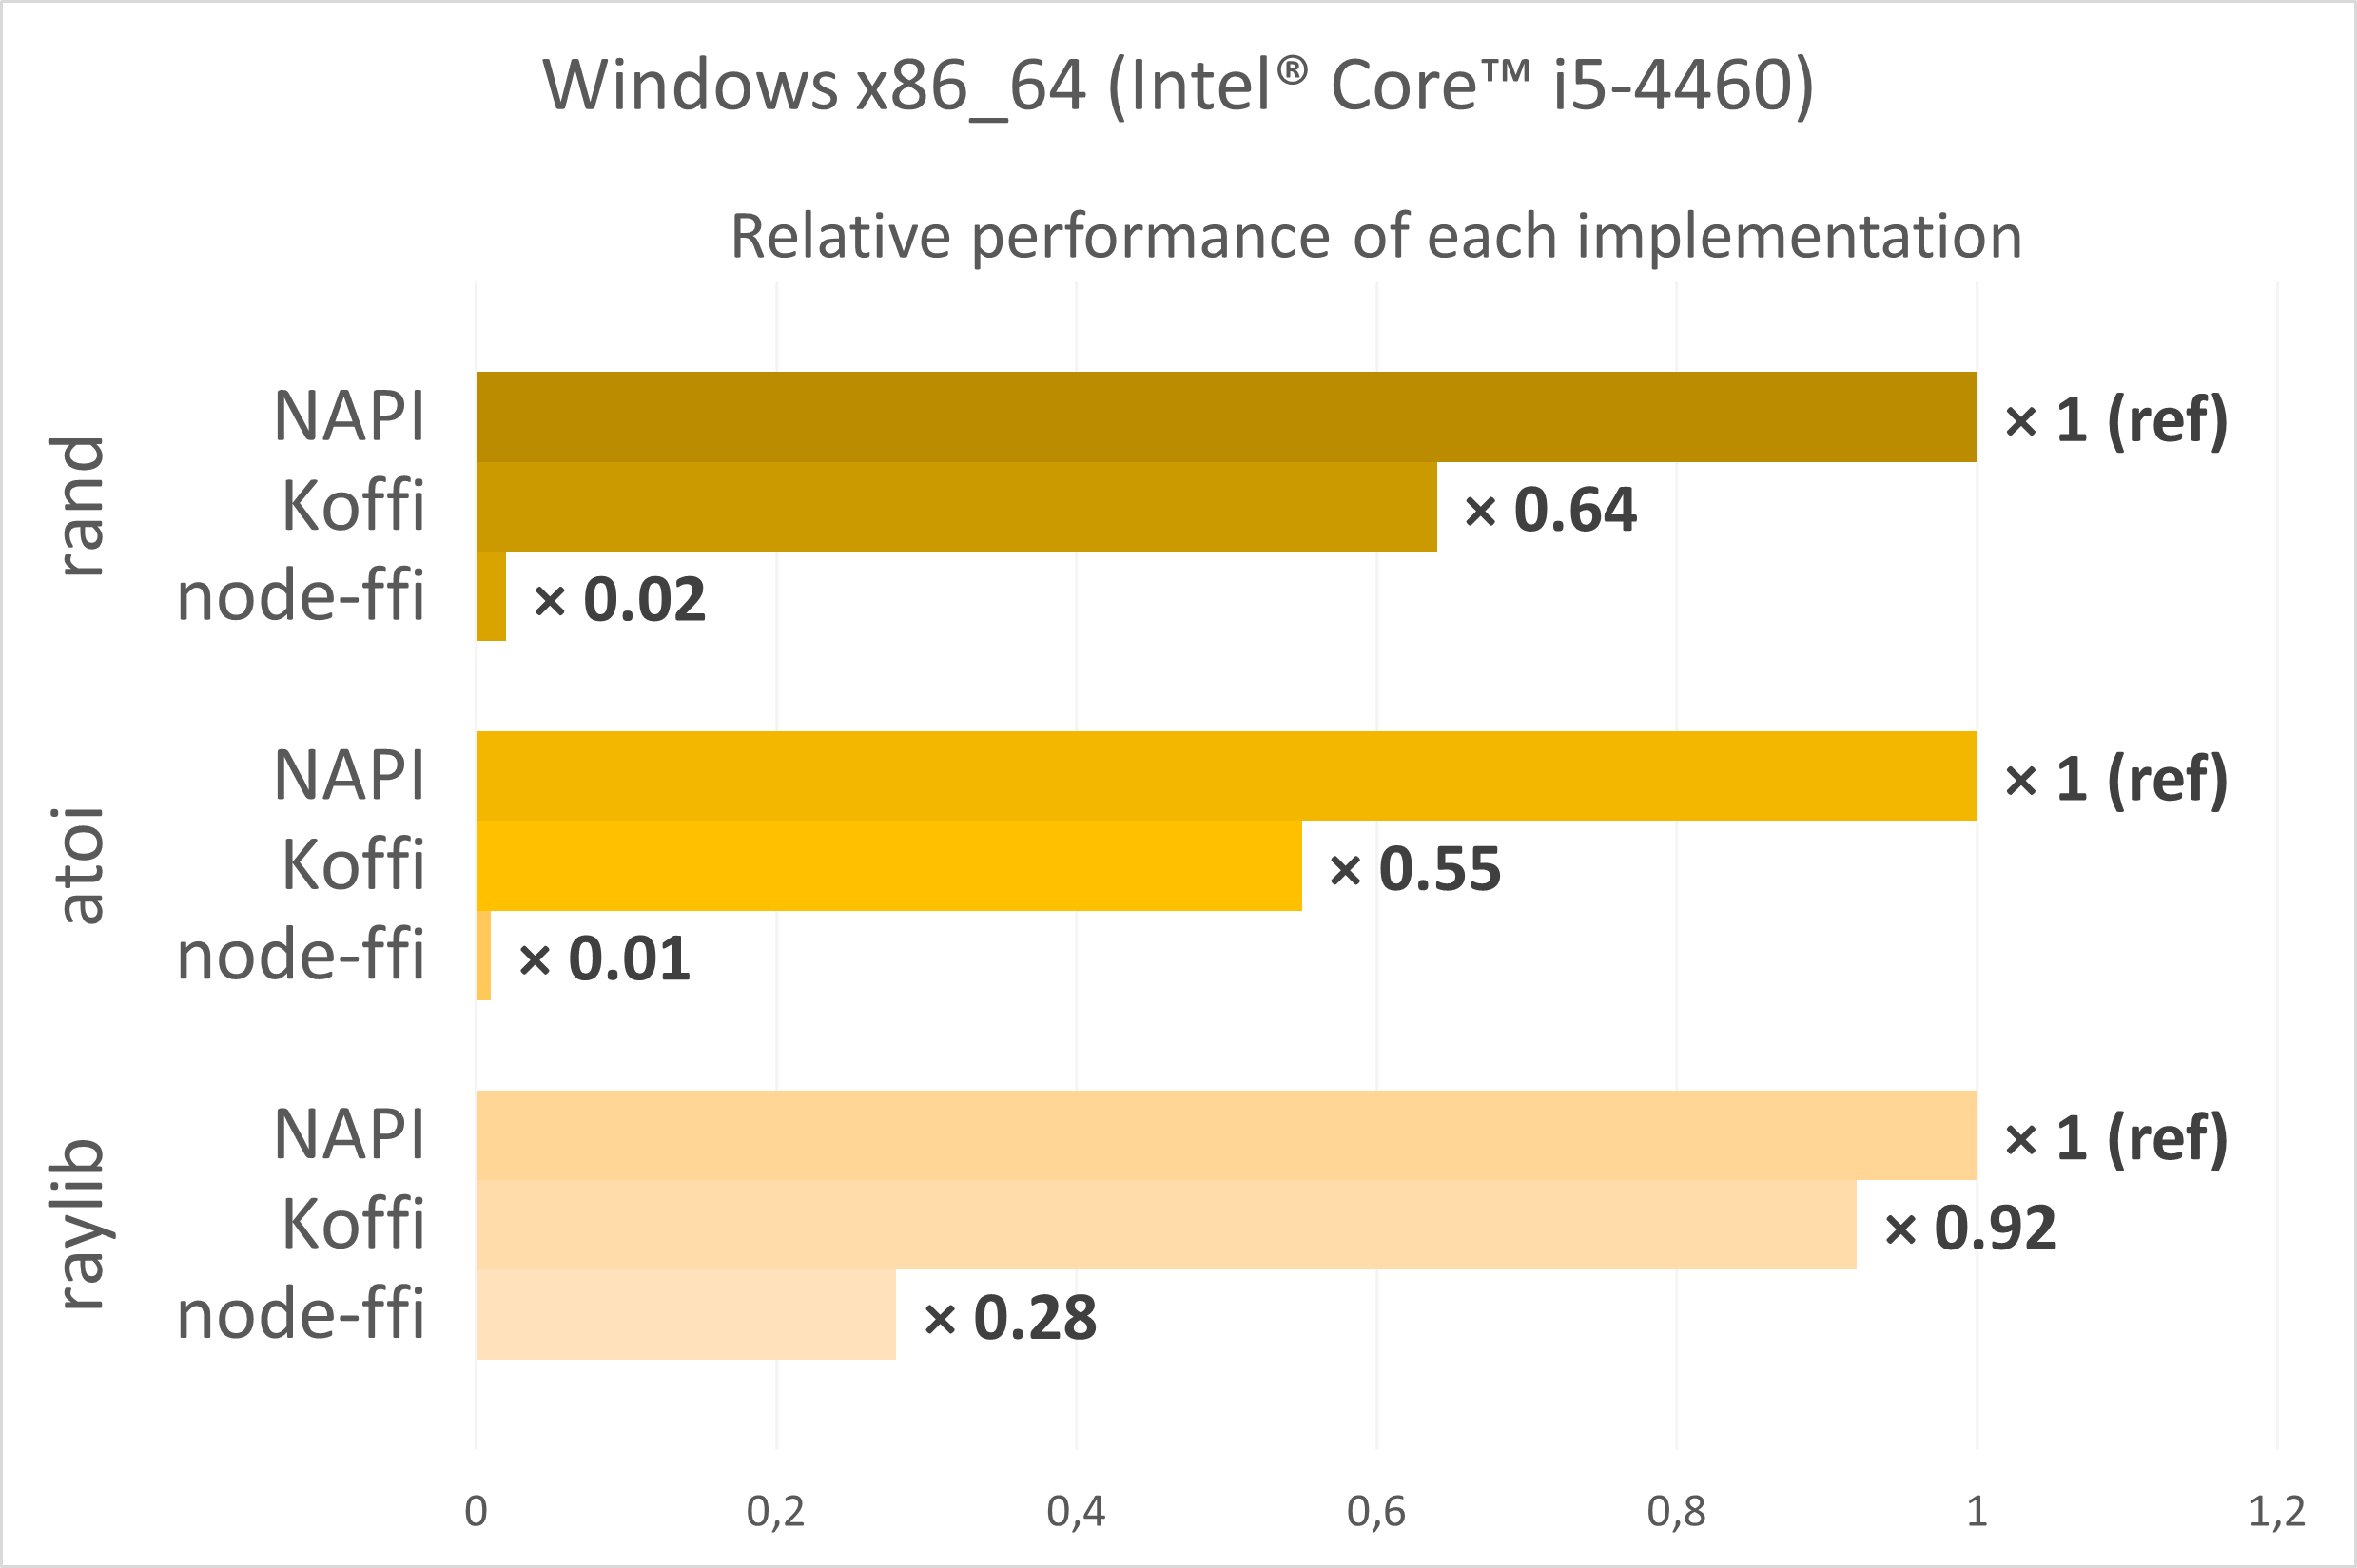 Windows x86_64 (Intel® Core™ i5-4460)
Relative performance of each implementation
rand
NAPI × 1 (ref)
Koffi × 0.64
node-ffi × 0.02
atoi
NAPI × 1 (ref)
Koffi × 0.55
node-ffi × 0.01
raylib
NAPI × 1 (ref)
Koffi × 0.92
node-ffi × 0.28
0 0,2 0,4 0,6 0,8 1 1,2